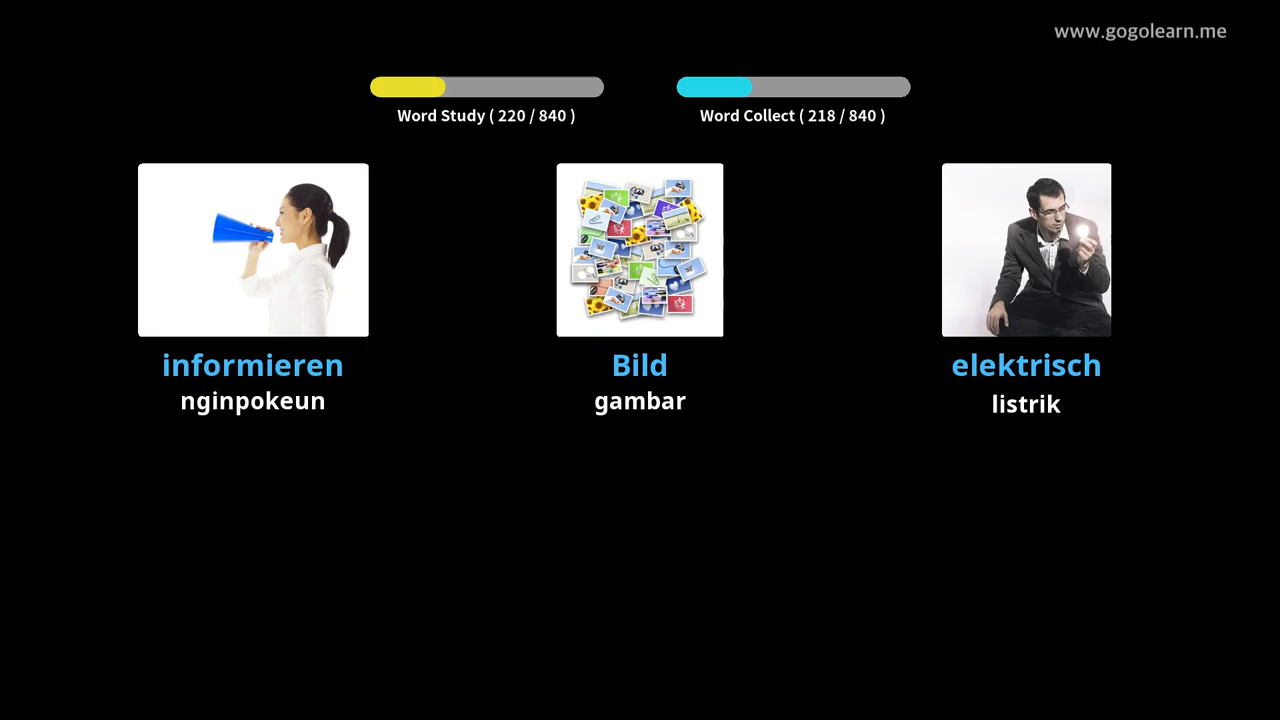 www.gogolearn.me
Word Study ( 220 / 840 )
Word Collect ( 218 / 840 )
informieren
nginpokeun
Bild
gambar
elektrisch
listrik